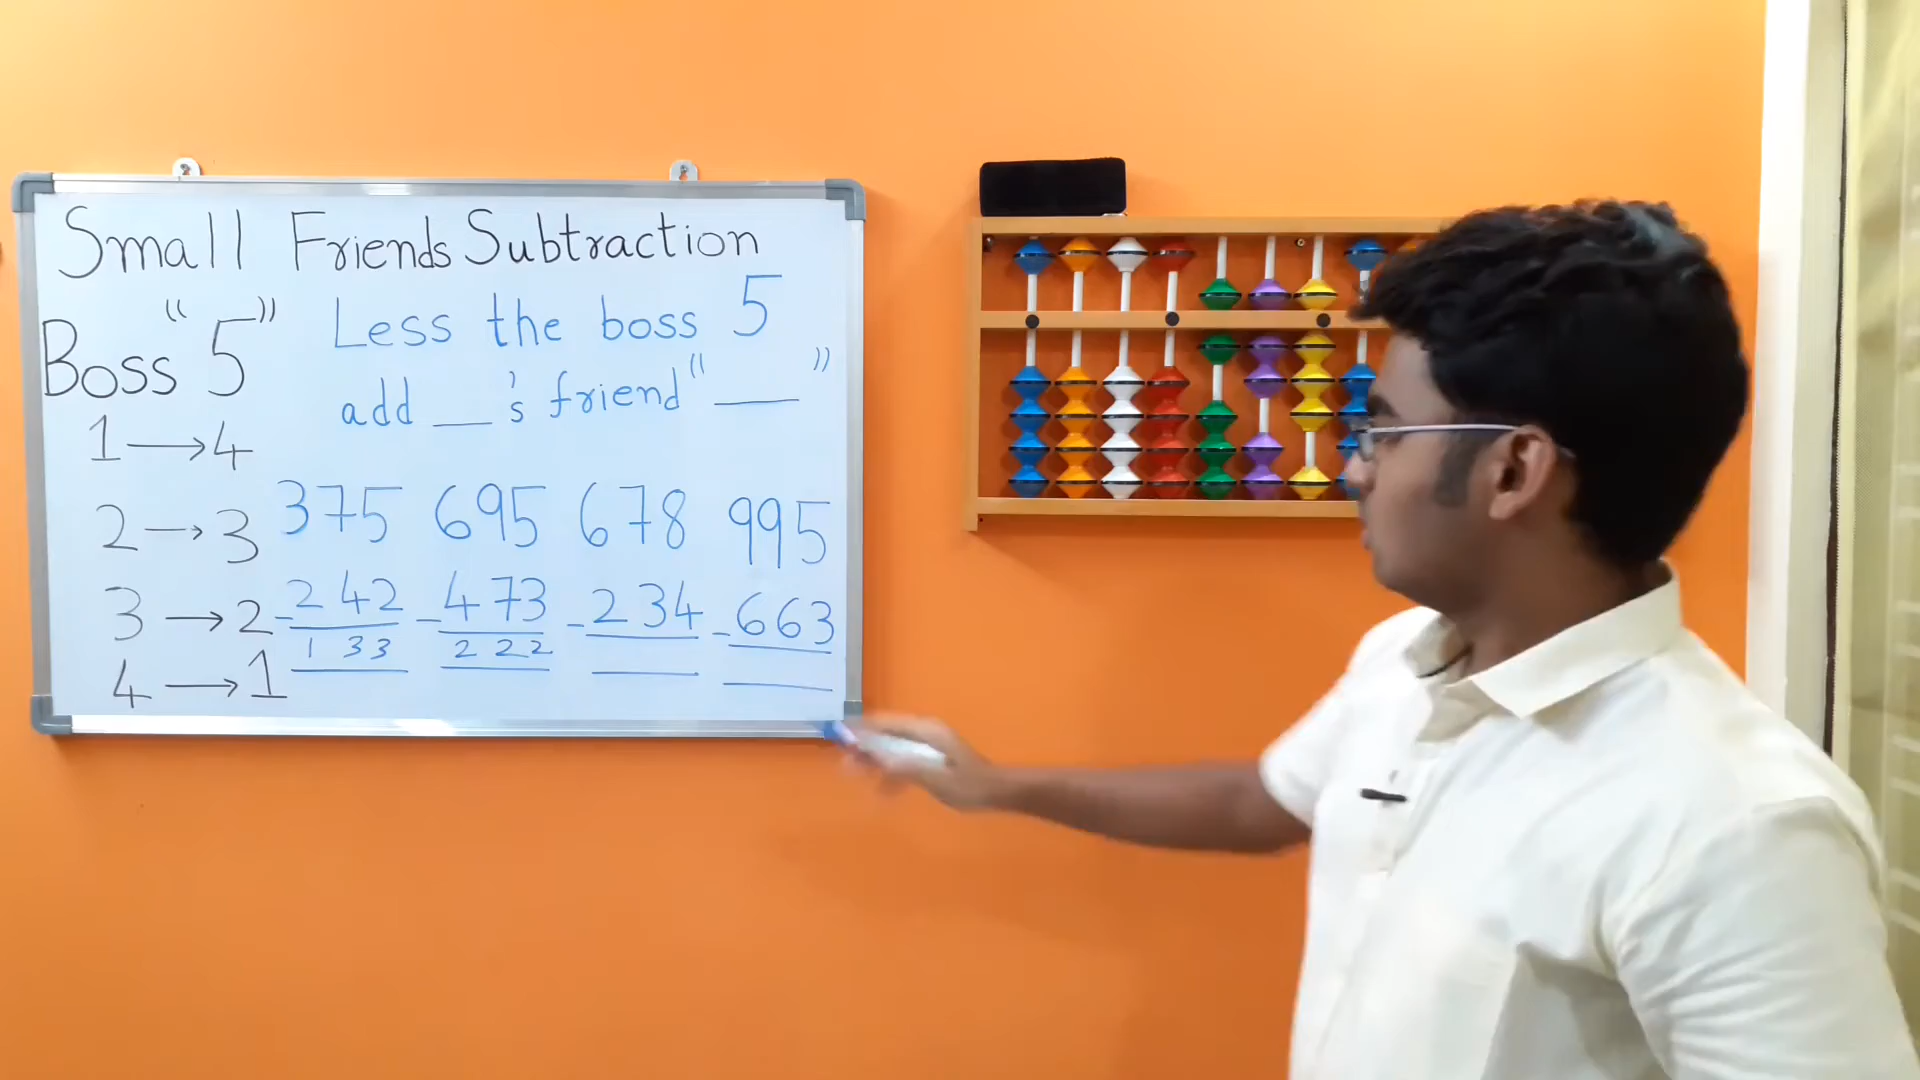 Small Friends Subtraction
Boss "5"
Less the boss 5
add __'s friend "____"
1 → 4
2 → 3
3 → 2
4 → 1
375 695 678 995
-242 -473 -234 -663
133 222